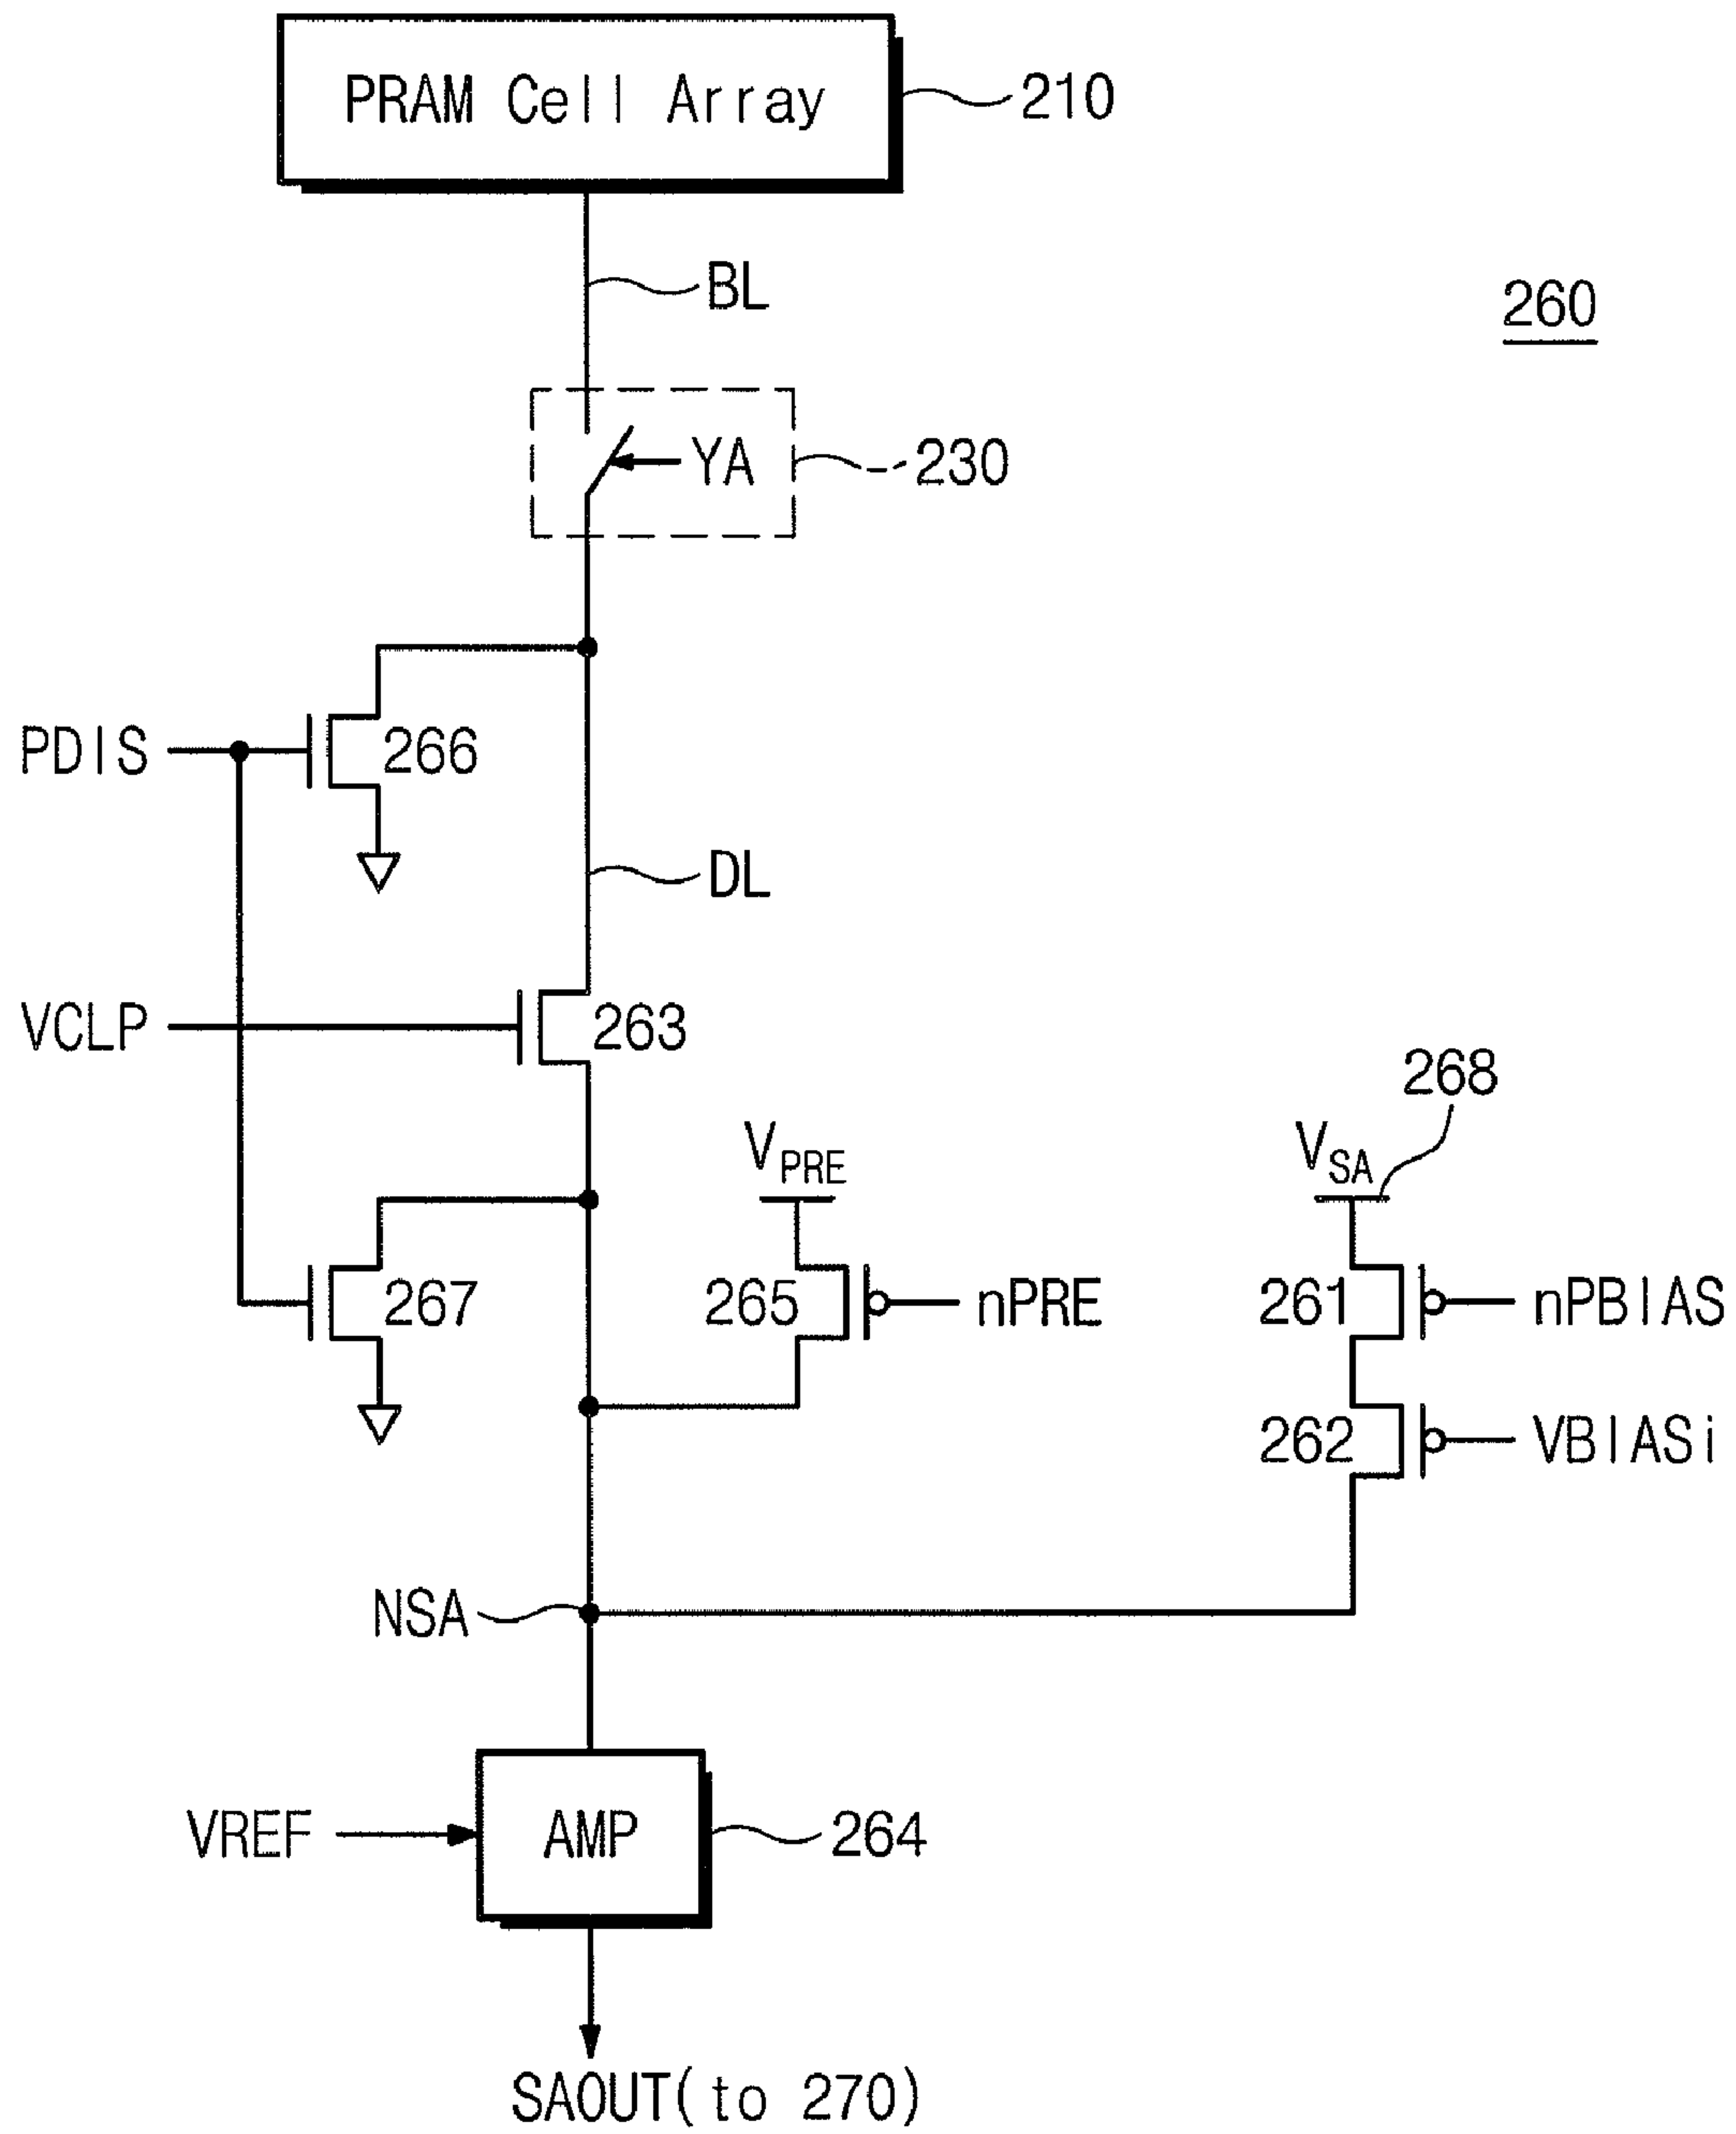 PRAM Cell Array
210
BL
260
YA
230
PDIS
266
DL
VCLP
263
268
VPRE
VSA
267
265
nPRE
261
nPBIAS
262
VBIASi
NSA
VREF
AMP
264
SAOUT(to 270)